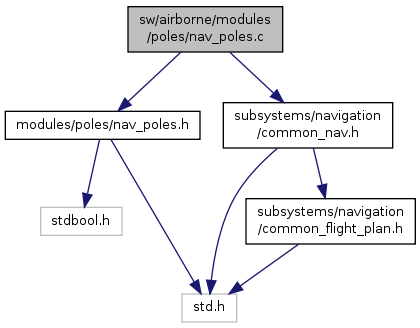 sw/airborne/modules
/poles/nav_poles.c
modules/poles/nav_poles.h
subsystems/navigation
/common_nav.h
stdbool.h
subsystems/navigation
/common_flight_plan.h
std.h